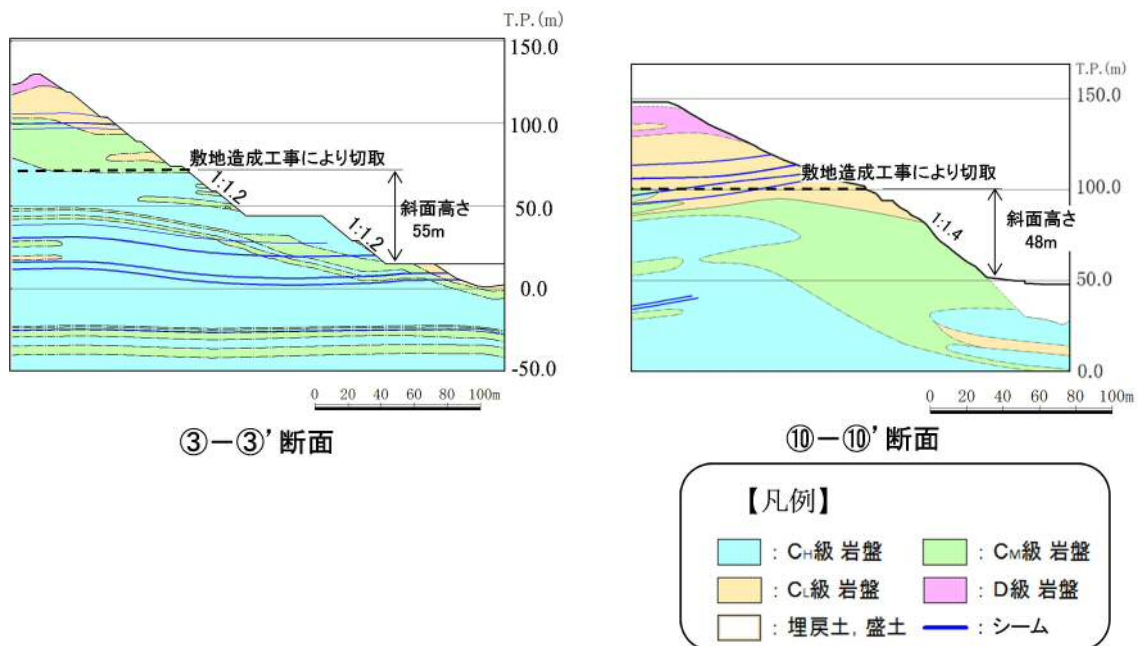 T.P.(m)
150.0
100.0
50.0
0.0
-50.0
敷地造成工事により切取
1:1.2
1:1.2
斜面高さ
55m
0 20 40 60 80 100m
③－③’断面
T.P.(m)
150.0
100.0
50.0
0.0
敷地造成工事により切取
1:1.4
斜面高さ
48m
0 20 40 60 80 100m
⑩－⑩’断面
【凡例】
：CH級 岩盤 ：CM級 岩盤
：CL級 岩盤 ：D級 岩盤
：埋戻土，盛土 ：シーム